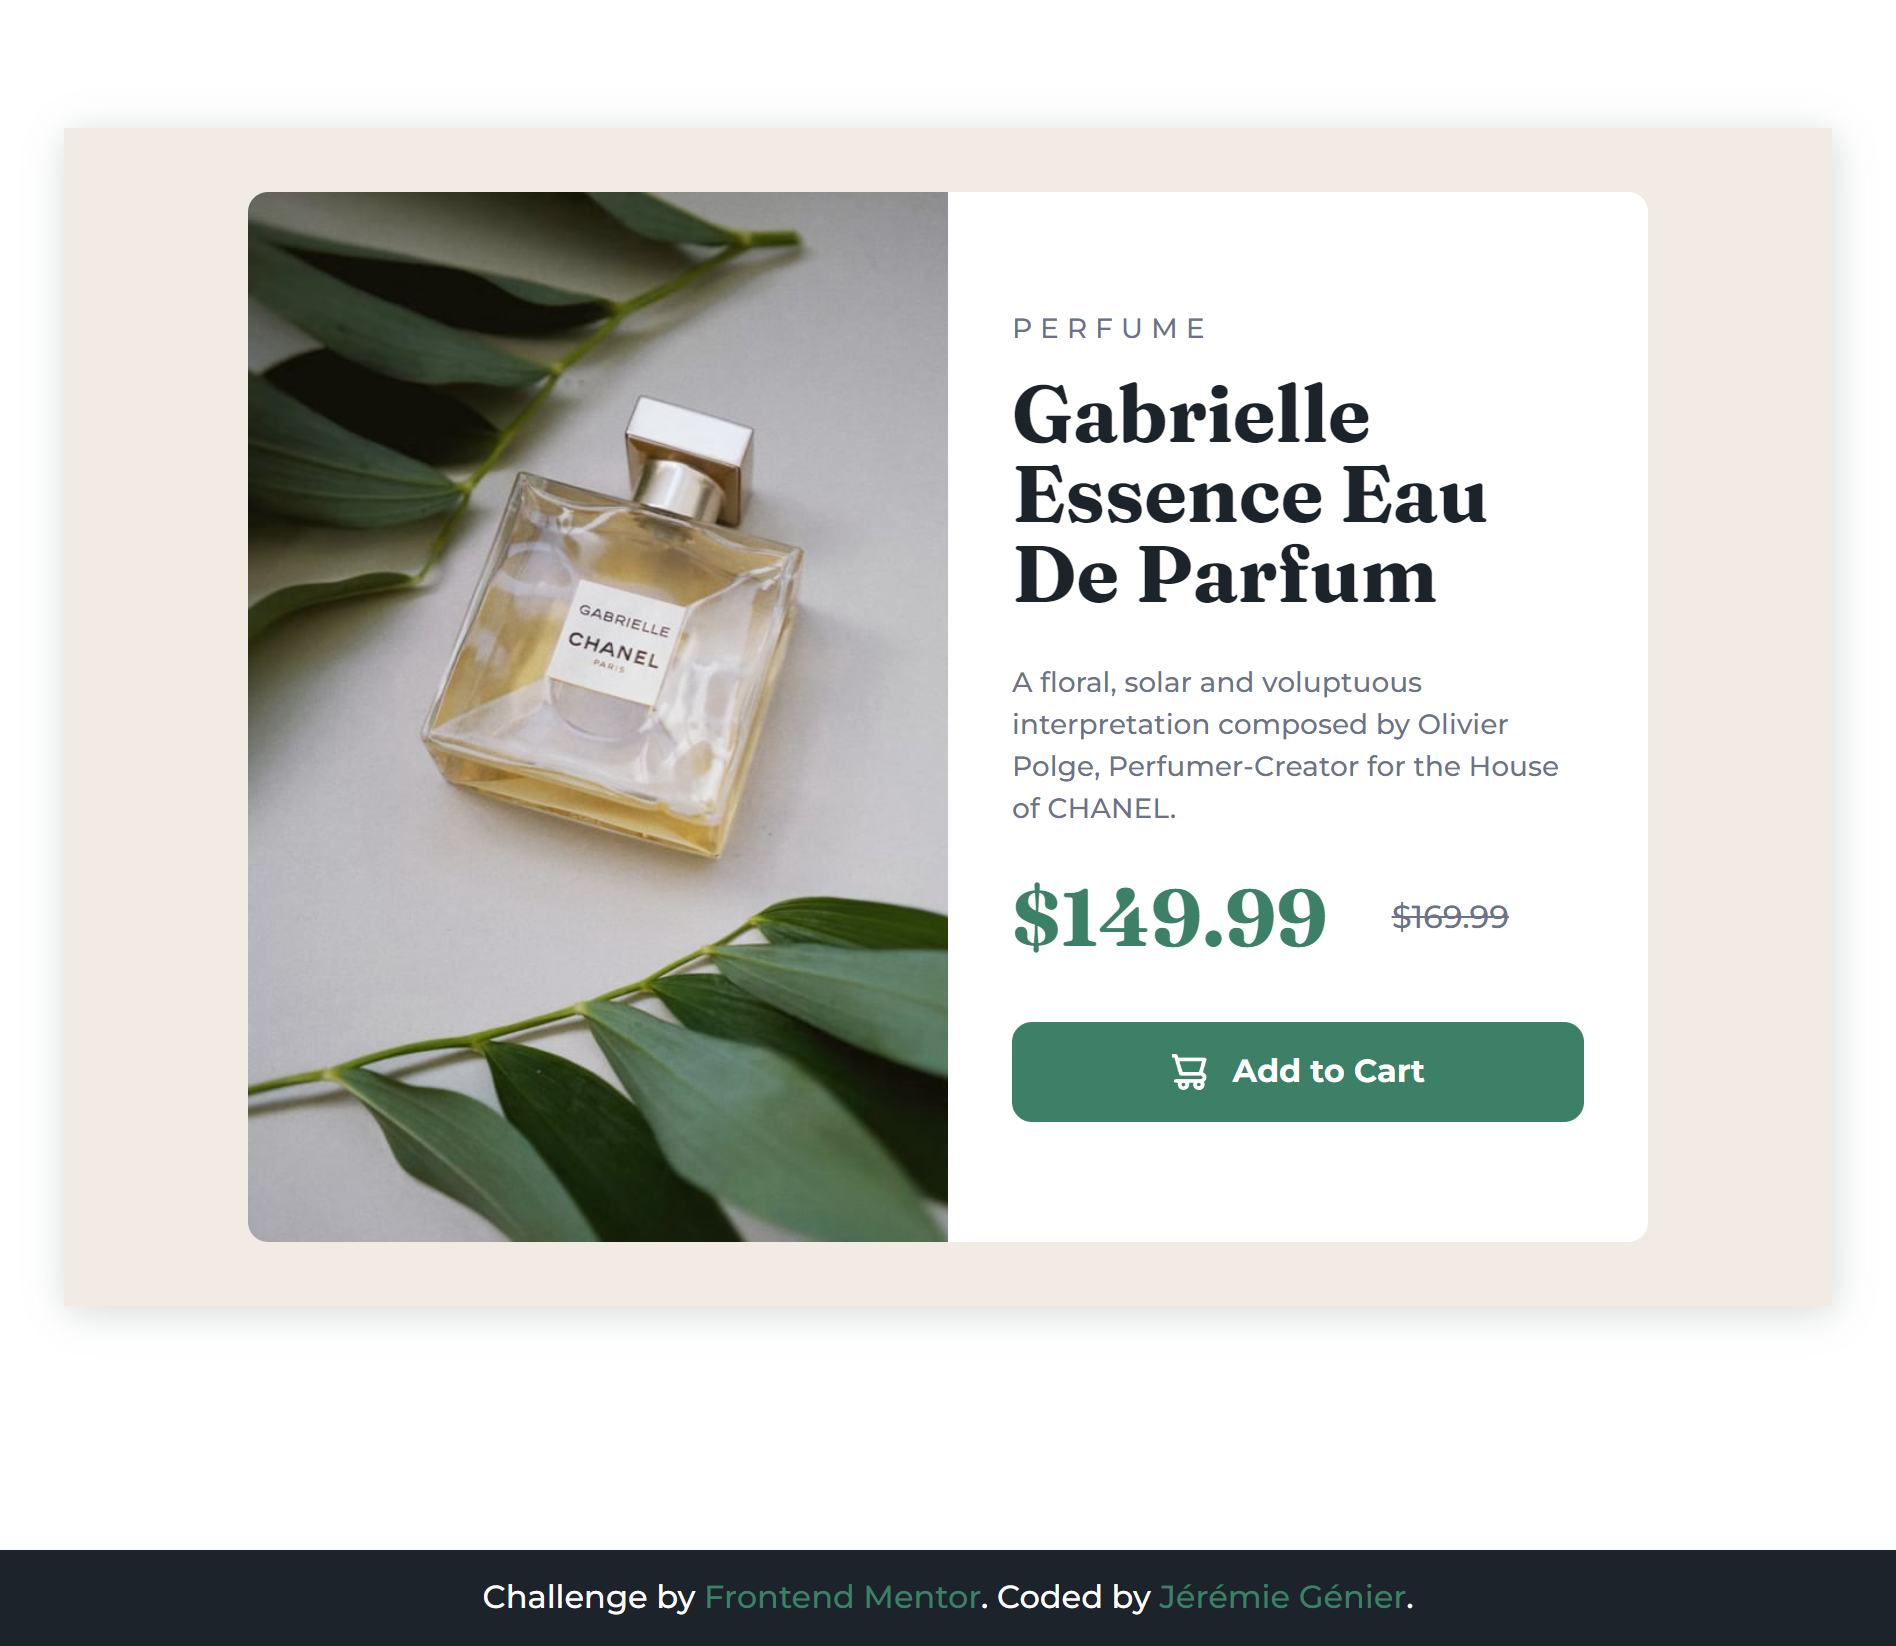 GABRIELLE
CHANEL
PARIS
PERFUME
Gabrielle
Essence Eau
De Parfum
A floral, solar and voluptuous
interpretation composed by Olivier
Polge, Perfumer-Creator for the House
of CHANEL.
$149.99 $169.99
Add to Cart
Challenge by Frontend Mentor. Coded by Jérémie Génier.